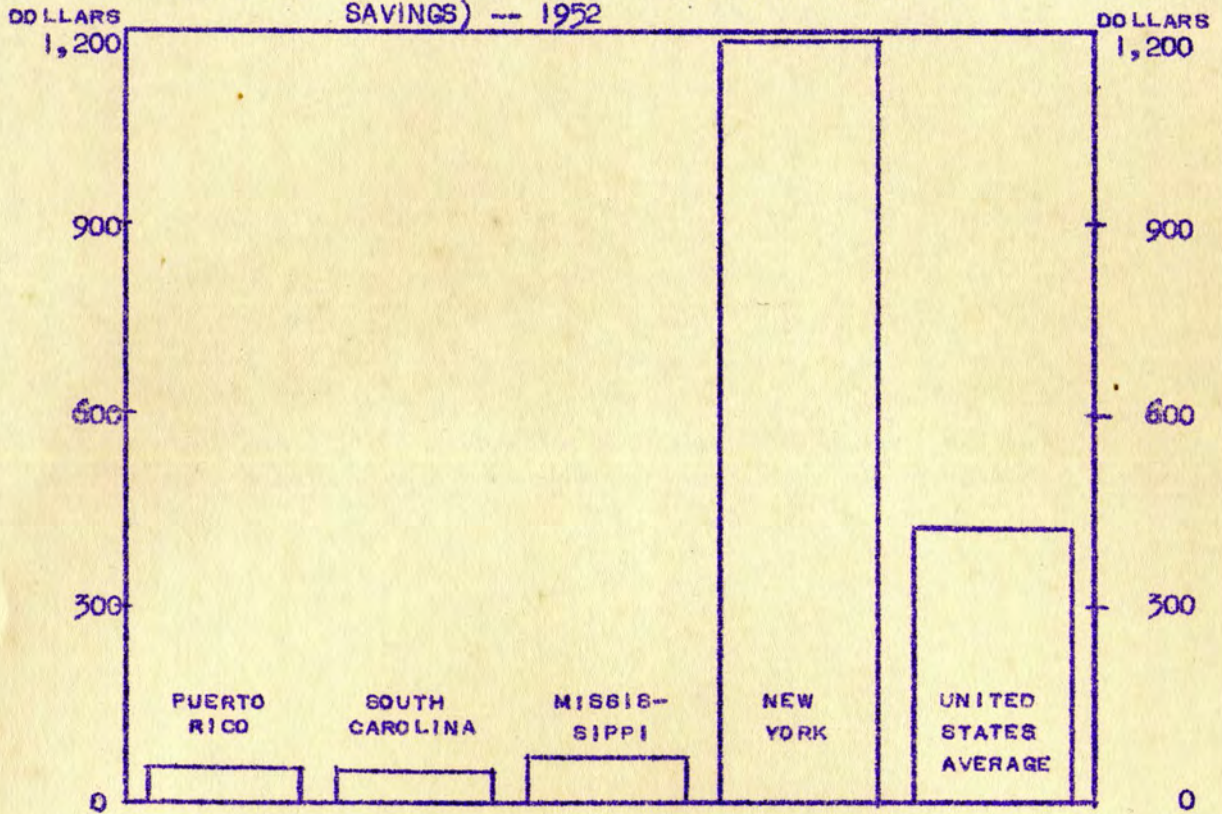 SAVINGS) -- 1952
DOLLARS DOLLARS
1,200 1,200
900 900
600 600
300 300
PUERTO RICO
SOUTH CAROLINA
MISSIS-
SIPPI
NEW
YORK
UNITED
STATES
AVERAGE
0 0